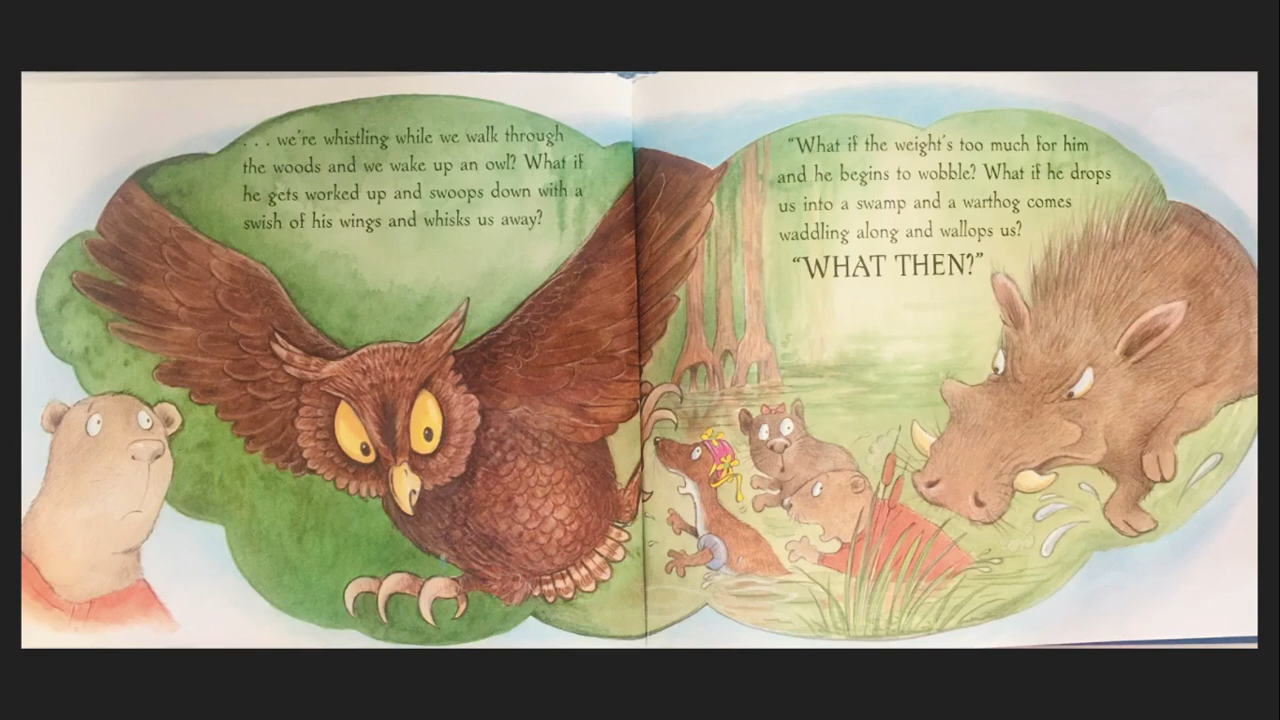 . . . we're whistling while we walk through
the woods and we wake up an owl? What if
he gets worked up and swoops down with a
swish of his wings and whisks us away?
"What if the weight's too much for him
and he begins to wobble? What if he drops
us into a swamp and a warthog comes
waddling along and wallops us?
"WHAT THEN?"